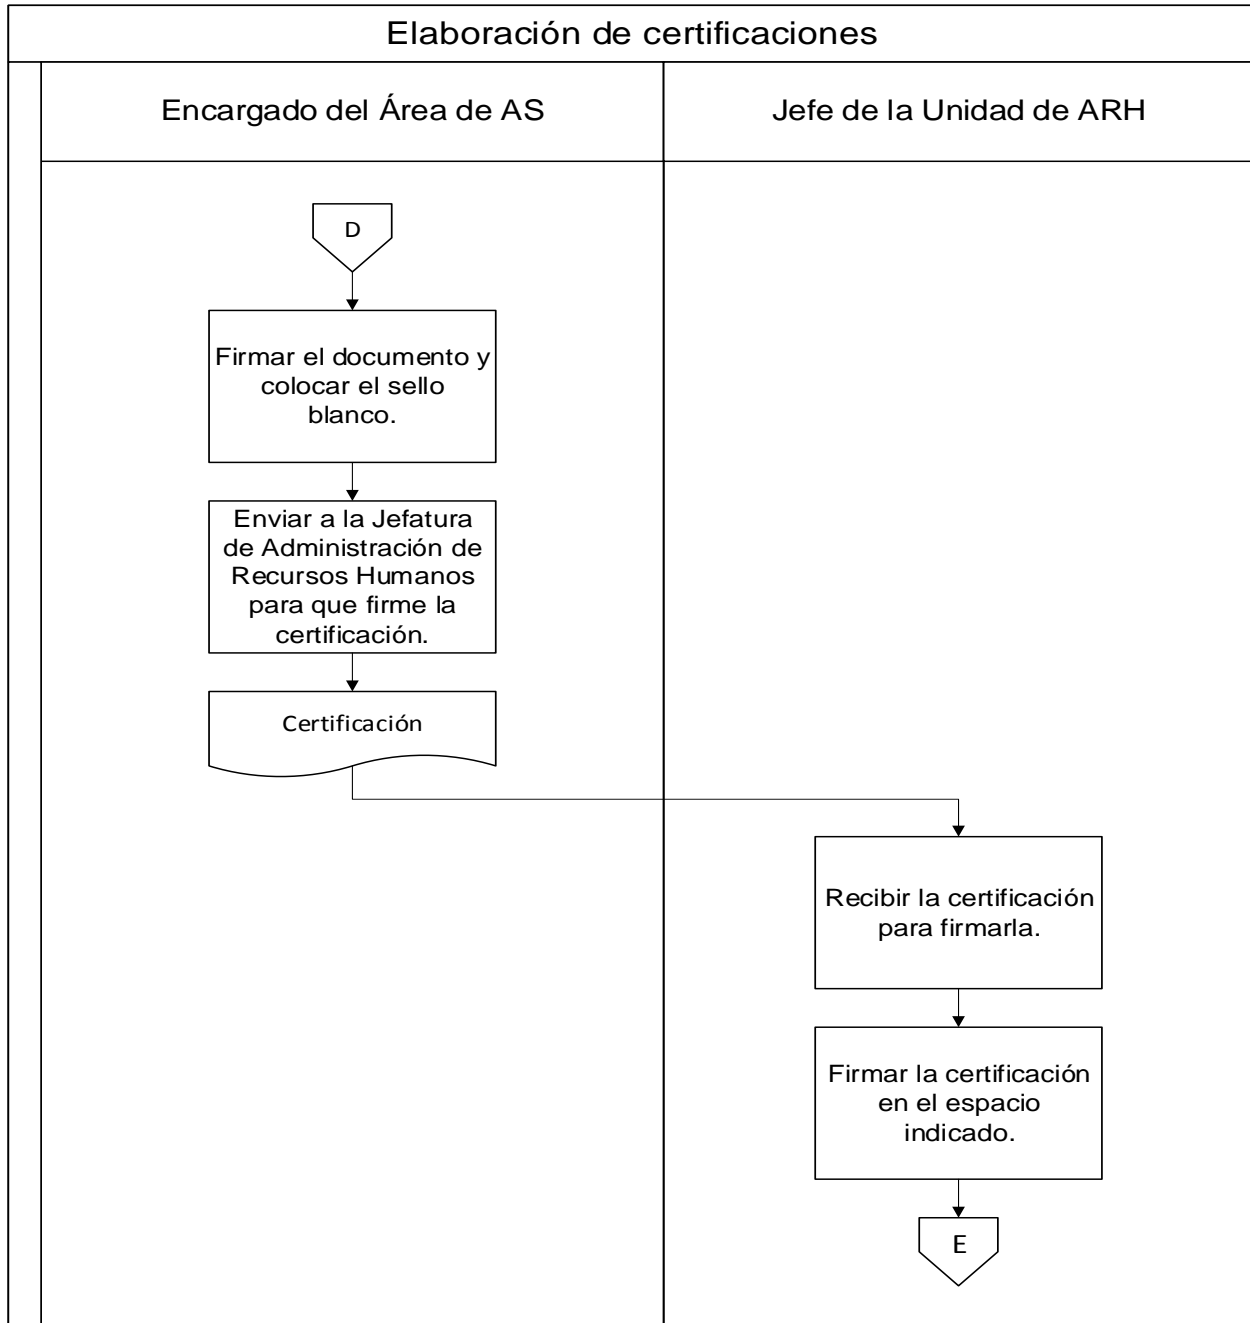 Elaboración de certificaciones
Encargado del Área de AS
Jefe de la Unidad de ARH
D
Firmar el documento y
colocar el sello
blanco.
Enviar a la Jefatura
de Administración de
Recursos Humanos
para que firme la
certificación.
Certificación
Recibir la certificación
para firmarla.
Firmar la certificación
en el espacio
indicado.
E